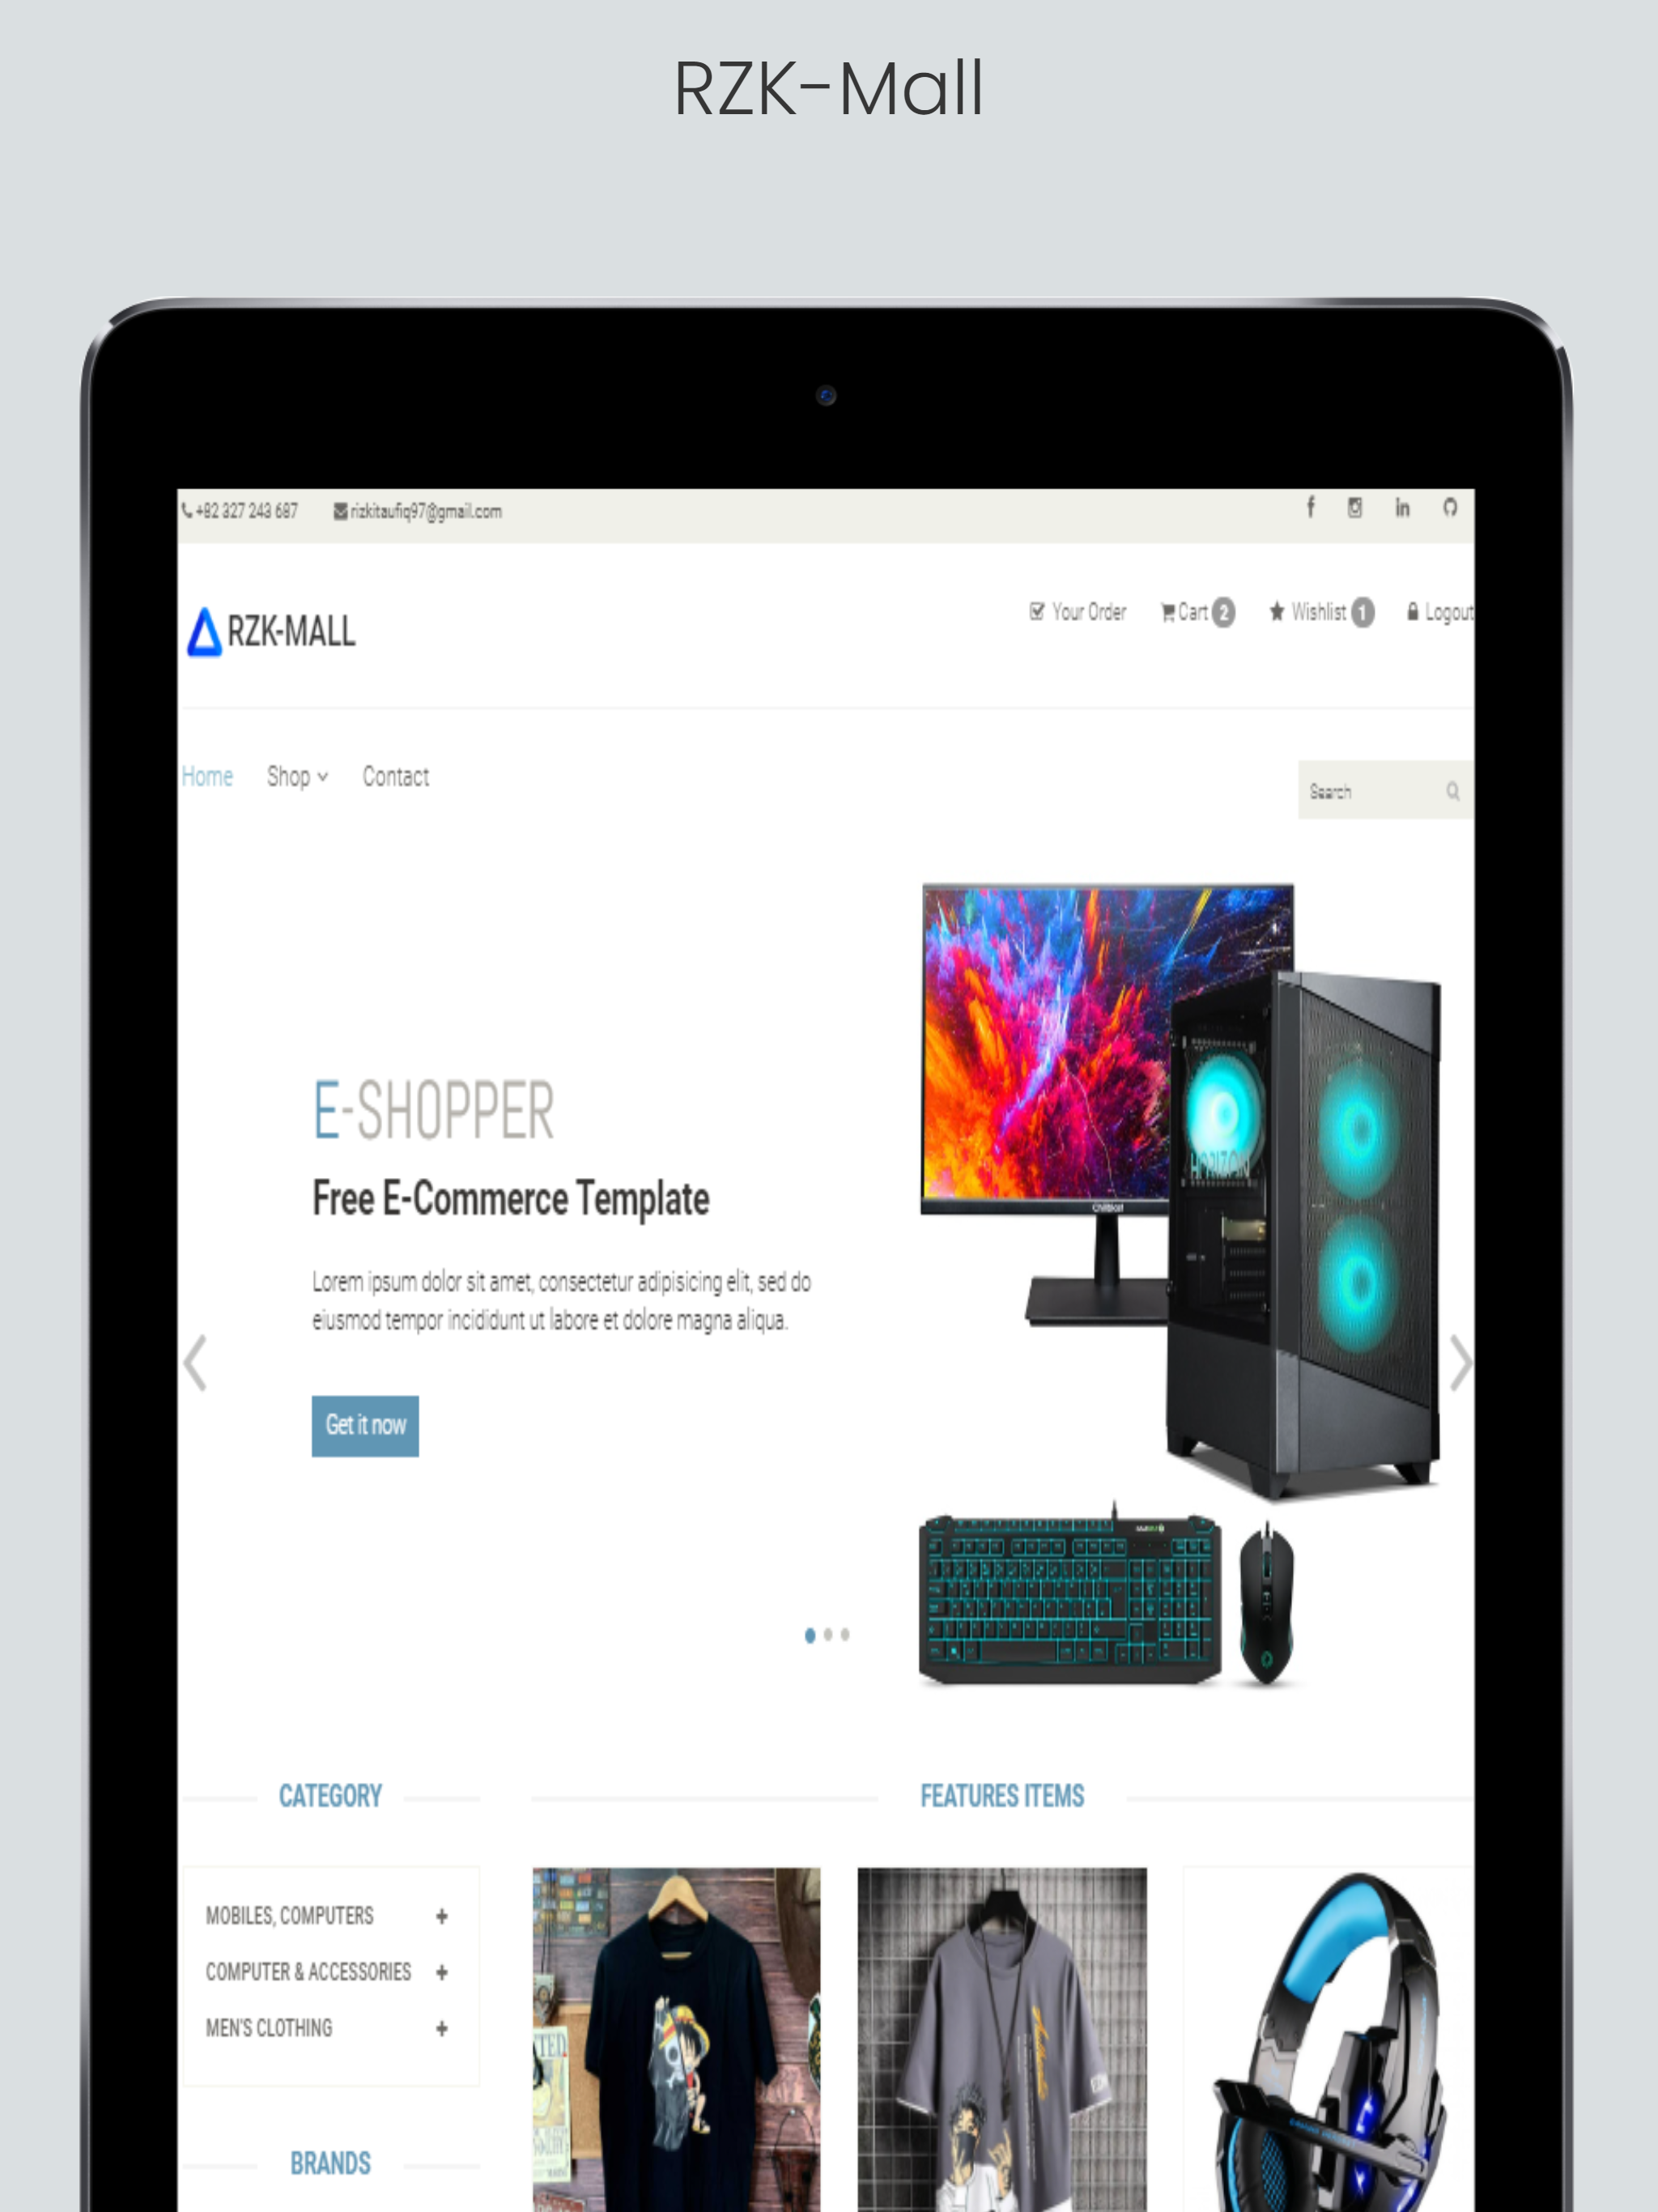 RZK-Mall
+82 327 243 687 rizkitaufiq97@gmail.com
RZK-MALL
Your Order Cart 2 Wishlist 1 Logout
Home Shop Contact
Search
E-SHOPPER
Free E-Commerce Template
Lorem ipsum dolor sit amet, consectetur adipisicing elit, sed do
eiusmod tempor incididunt ut labore et dolore magna aliqua.
Get it now
CATEGORY
FEATURES ITEMS
MOBILES, COMPUTERS +
COMPUTER & ACCESSORIES +
MEN'S CLOTHING +
BRANDS